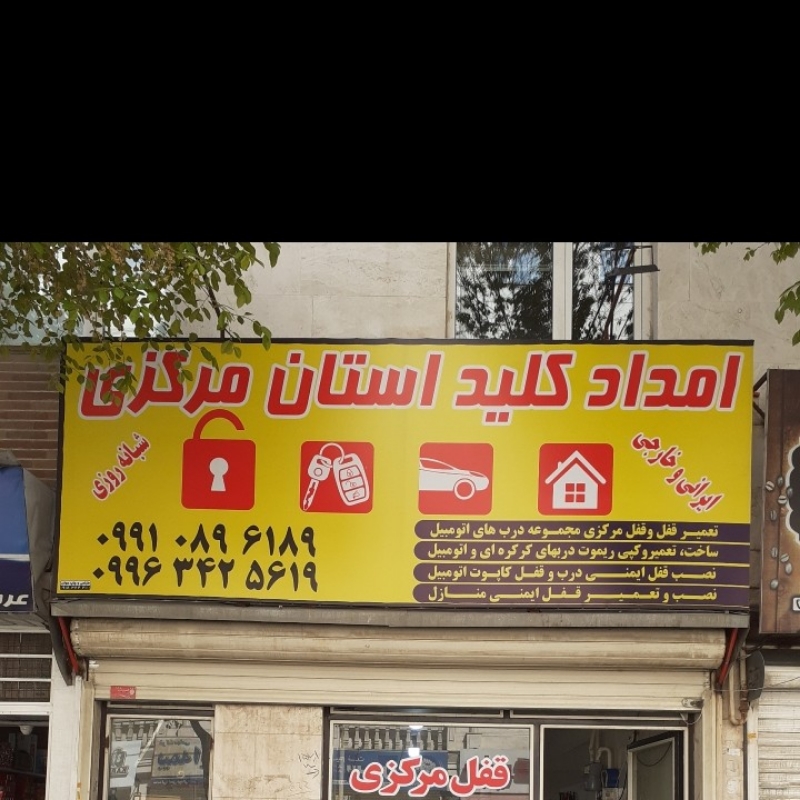 امداد کلید استان مرکزی
ایرانی و خارجی
شبانه روزی
تعمیر قفل وقفل مرکزی مجموعه درب های اتومبیل
ساخت، تعمیروکپی ریموت دربهای کرکره ای و اتومبیل
نصب قفل ایمنی درب و قفل کاپوت اتومبیل
نصب و تعمیر قفل ایمنی منازل
۰۹۹۱ ۰۸۹ ۶۱۸۹
۰۹۹۶ ۳۴۲ ۵۶۱۹
قفل مرکزی